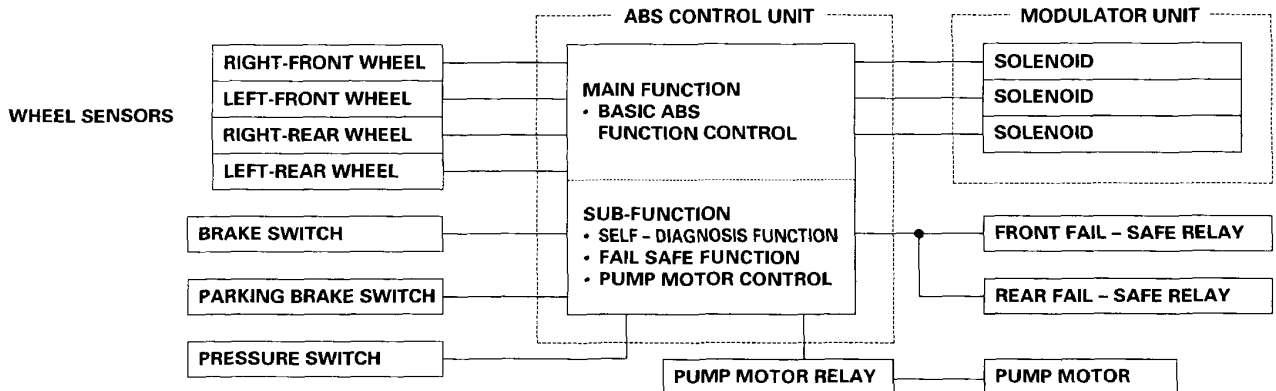 ABS CONTROL UNIT
MODULATOR UNIT
WHEEL SENSORS
RIGHT-FRONT WHEEL
LEFT-FRONT WHEEL
RIGHT-REAR WHEEL
LEFT-REAR WHEEL
BRAKE SWITCH
PARKING BRAKE SWITCH
PRESSURE SWITCH
MAIN FUNCTION
• BASIC ABS
FUNCTION CONTROL
SUB-FUNCTION
• SELF – DIAGNOSIS FUNCTION
• FAIL SAFE FUNCTION
• PUMP MOTOR CONTROL
SOLENOID
SOLENOID
SOLENOID
FRONT FAIL – SAFE RELAY
REAR FAIL – SAFE RELAY
PUMP MOTOR RELAY
PUMP MOTOR